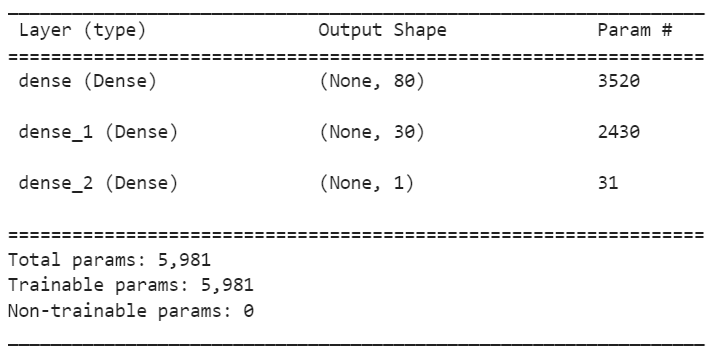 Layer (type) Output Shape Param #
=================================================================
dense (Dense) (None, 80) 3520
dense_1 (Dense) (None, 30) 2430
dense_2 (Dense) (None, 1) 31
=================================================================
Total params: 5,981
Trainable params: 5,981
Non-trainable params: 0